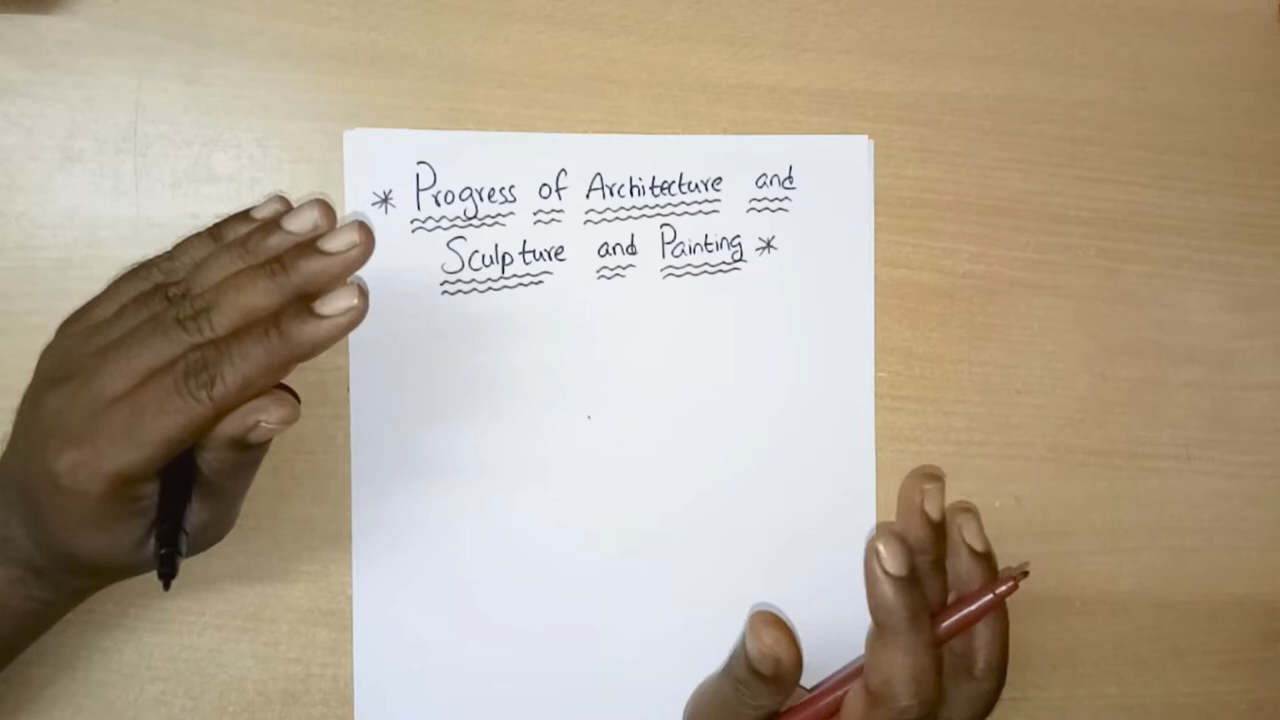 * Progress of Architecture and
Sculpture and Painting *